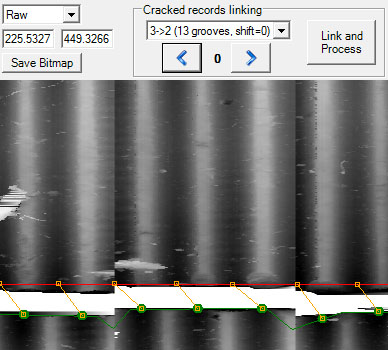 Raw
225.5327 449.3266
Save Bitmap
Cracked records linking
3->2 (13 grooves, shift=0)
0
Link and
Process